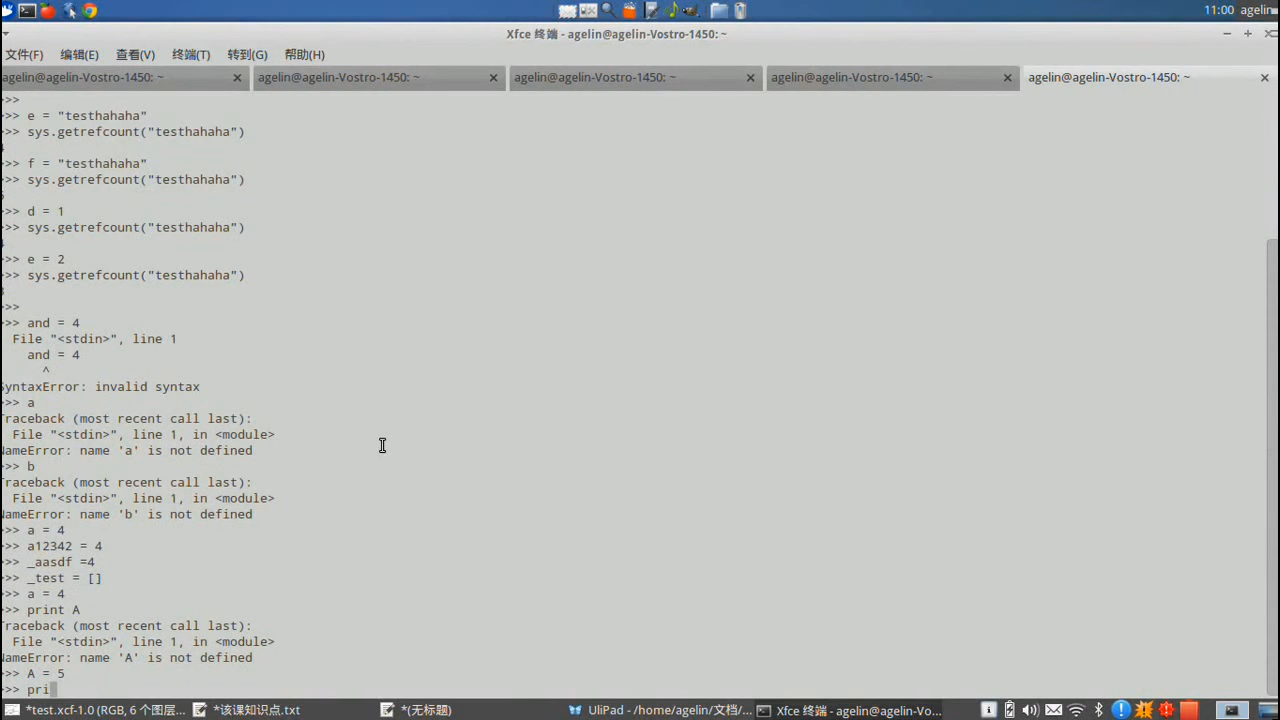 11:00 agelin
Xfce 终端 - agelin@agelin-Vostro-1450: ~
文件(F) 编辑(E) 查看(V) 终端(T) 转到(G) 帮助(H)
agelin@agelin-Vostro-1450: ~ agelin@agelin-Vostro-1450: ~ agelin@agelin-Vostro-1450: ~ agelin@agelin-Vostro-1450: ~ agelin@agelin-Vostro-1450: ~
>>
>> e = "testhahaha"
>> sys.getrefcount("testhahaha")
>> f = "testhahaha"
>> sys.getrefcount("testhahaha")
>> d = 1
>> sys.getrefcount("testhahaha")
>> e = 2
>> sys.getrefcount("testhahaha")
>>
>> and = 4
File "<stdin>", line 1
and = 4
^
SyntaxError: invalid syntax
>> a
Traceback (most recent call last):
File "<stdin>", line 1, in <module>
NameError: name 'a' is not defined
>> b
Traceback (most recent call last):
File "<stdin>", line 1, in <module>
NameError: name 'b' is not defined
>> a = 4
>> a12342 = 4
>> _aasdf =4
>> _test = []
>> a = 4
>> print A
Traceback (most recent call last):
File "<stdin>", line 1, in <module>
NameError: name 'A' is not defined
>> A = 5
>> pri
*test.xcf-1.0 (RGB, 6 个图层... *该课知识点.txt *(无标题) UliPad - /home/agelin/文档/... Xfce 终端 - agelin@agelin-Vo...